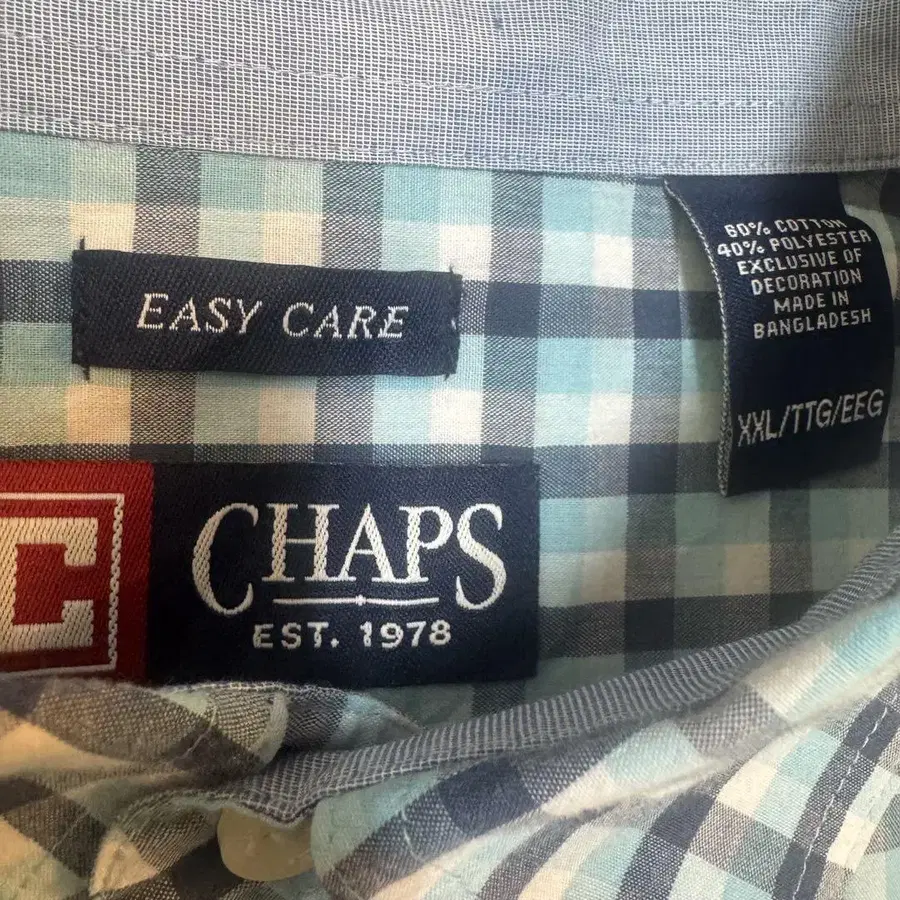 EASY CARE
60% COTTON
40% POLYESTER
EXCLUSIVE OF
DECORATION
MADE IN
BANGLADESH
XXL/TTG/EEG
C
CHAPS
EST. 1978